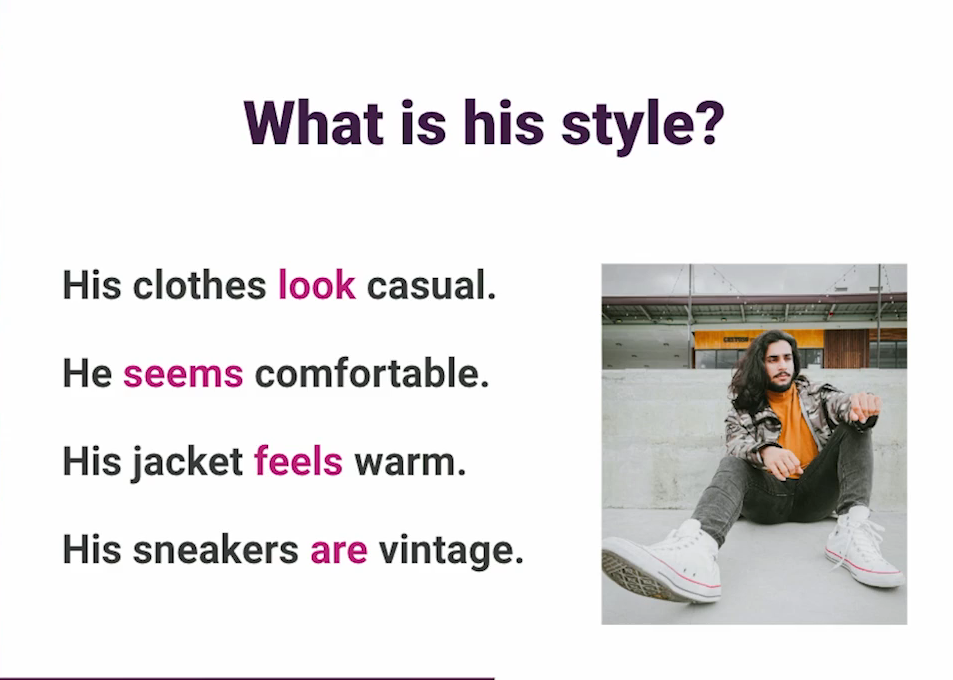 What is his style?
His clothes look casual.
He seems comfortable.
His jacket feels warm.
His sneakers are vintage.